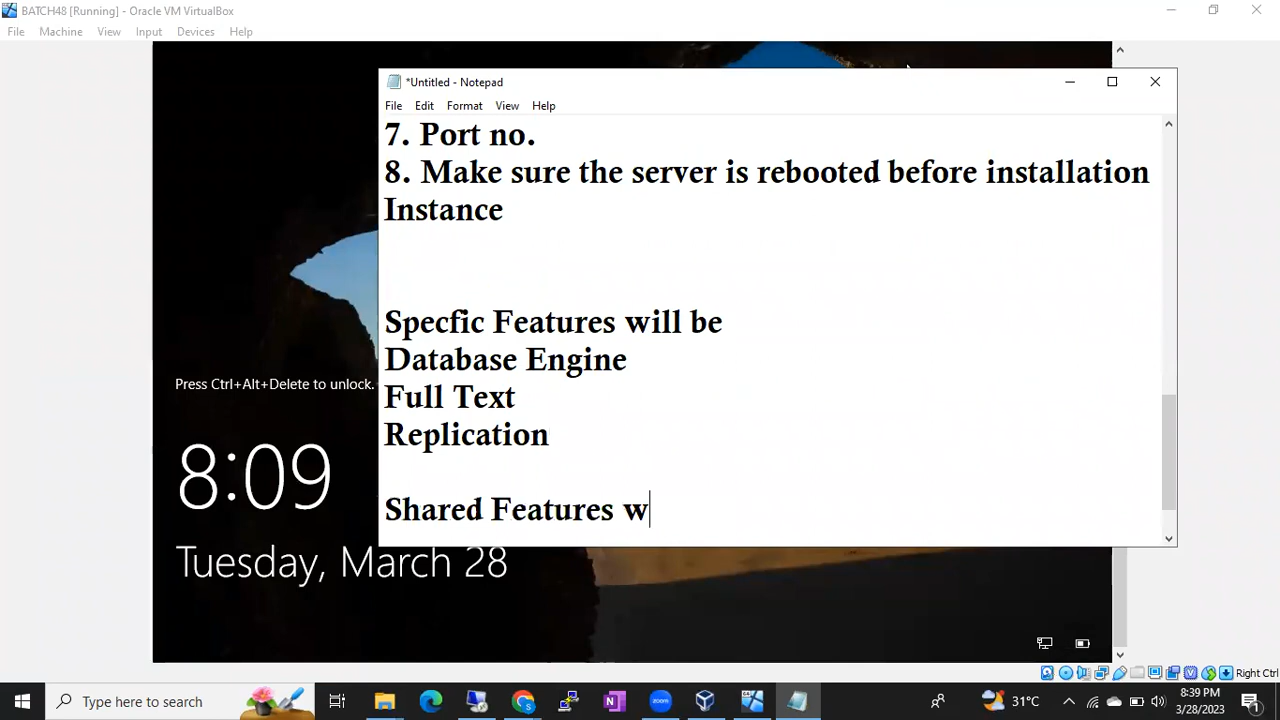 BATCH48 [Running] - Oracle VM VirtualBox
File Machine View Input Devices Help
*Untitled - Notepad
File Edit Format View Help
7. Port no.
8. Make sure the server is rebooted before installation
Instance
Specfic Features will be
Database Engine
Full Text
Replication
Shared Features w
Press Ctrl+Alt+Delete to unlock.
8:09
Tuesday, March 28
Right Ctrl
Type here to search
zoom
31°C
8:39 PM
3/28/2023
1